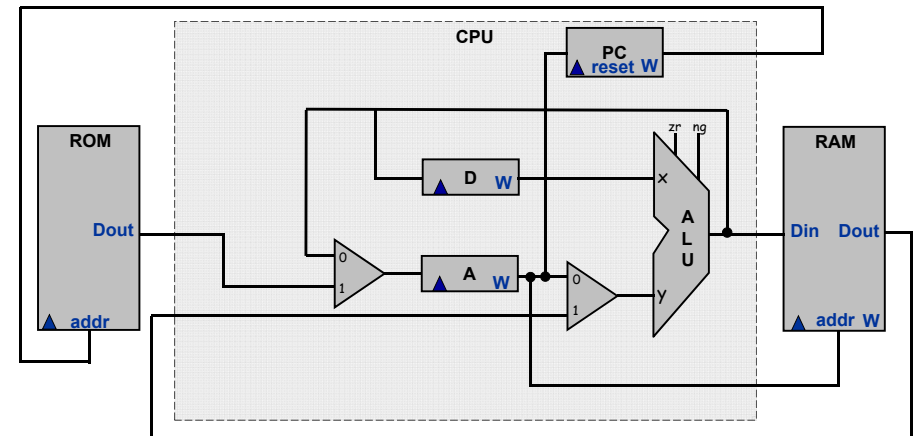 CPU
PC
reset W
ROM
Dout
addr
D
W
0
1
A
W
0
1
zr ng
x
y
A
L
U
RAM
Din Dout
addr W